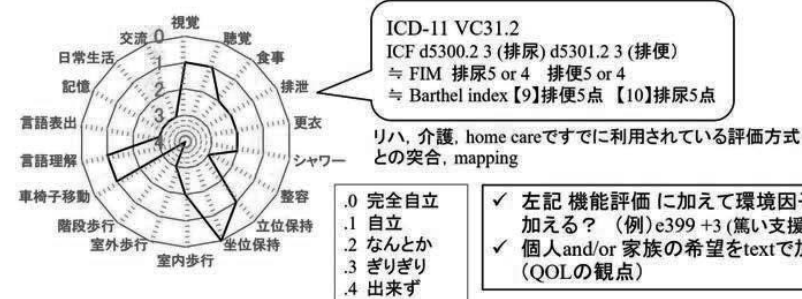 視覚
聴覚
食事
排泄
更衣
シャワー
整容
立位保持
坐位保持
室内歩行
室外歩行
階段歩行
車椅子移動
言語理解
言語表出
記憶
日常生活
交流
0
1
2
3
4
ICD-11 VC31.2
ICF d5300.2 3 (排尿) d5301.2 3 (排便)
≒ FIM 排尿5 or 4 排便5 or 4
≒ Barthel index【9】排便5点 【10】排尿5点
リハ, 介護, home careですでに利用されている評価方式
との突合, mapping
.0 完全自立
.1 自立
.2 なんとか
.3 ぎりぎり
.4 出来ず
✓ 左記 機能評価 に加えて環境因子
加える？ (例)e399 +3 (篤い支援
✓ 個人and/or 家族の希望をtextで加
(QOLの観点)